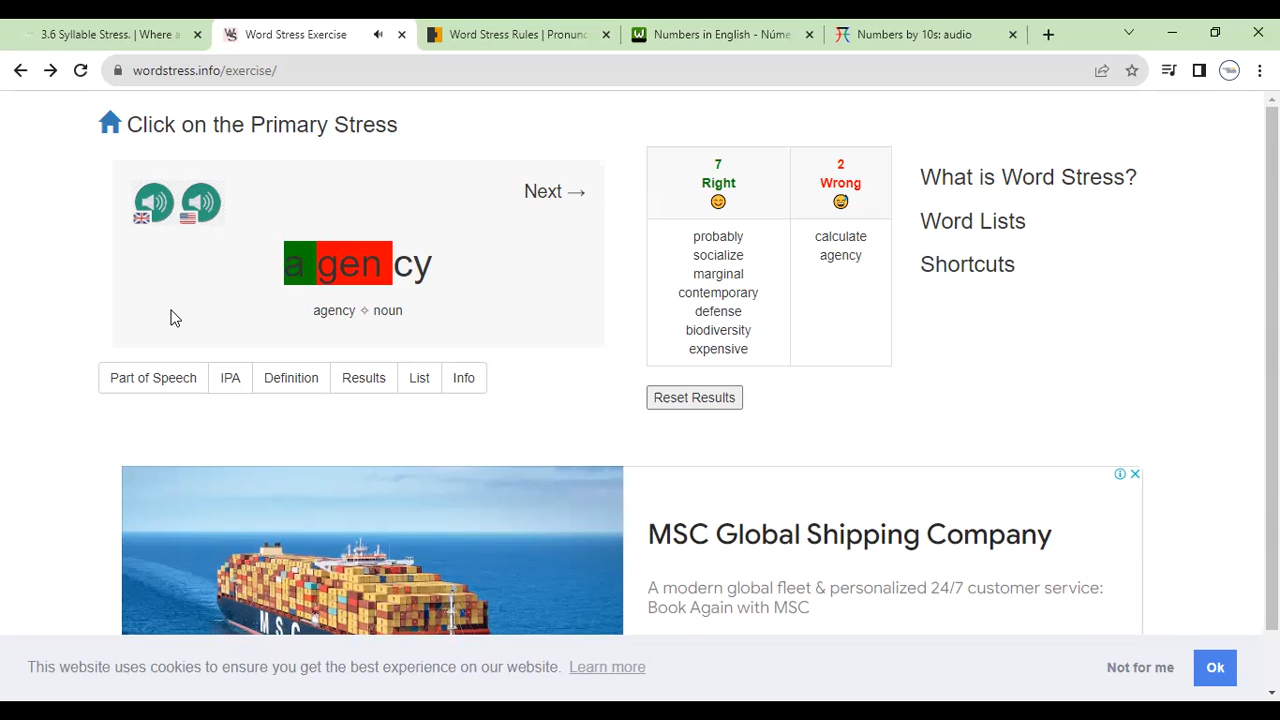 3.6 Syllable Stress. | Where a
Word Stress Exercise
Word Stress Rules | Pronunc
Numbers in English - Núme
Numbers by 10s: audio
wordstress.info/exercise/
Click on the Primary Stress
Next →
agency
agency ✧ noun
Part of Speech
IPA
Definition
Results
List
Info
7
Right
2
Wrong
probably
socialize
marginal
contemporary
defense
biodiversity
expensive
calculate
agency
Reset Results
What is Word Stress?
Word Lists
Shortcuts
MSC
MSC Global Shipping Company
A modern global fleet & personalized 24/7 customer service:
Book Again with MSC
This website uses cookies to ensure you get the best experience on our website. Learn more
Not for me
Ok